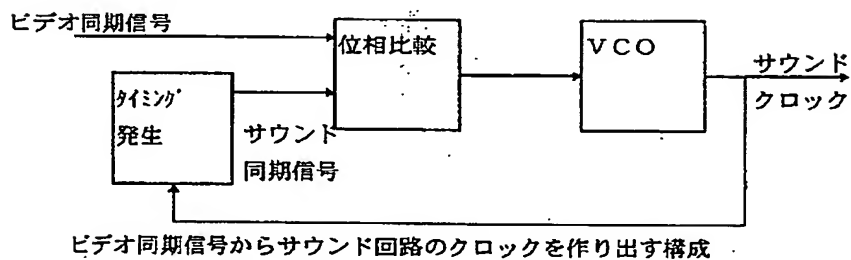 ビデオ同期信号
位相比較
VCO
サウンド
クロック
タイミング
発生
サウンド
同期信号
ビデオ同期信号からサウンド回路のクロックを作り出す構成